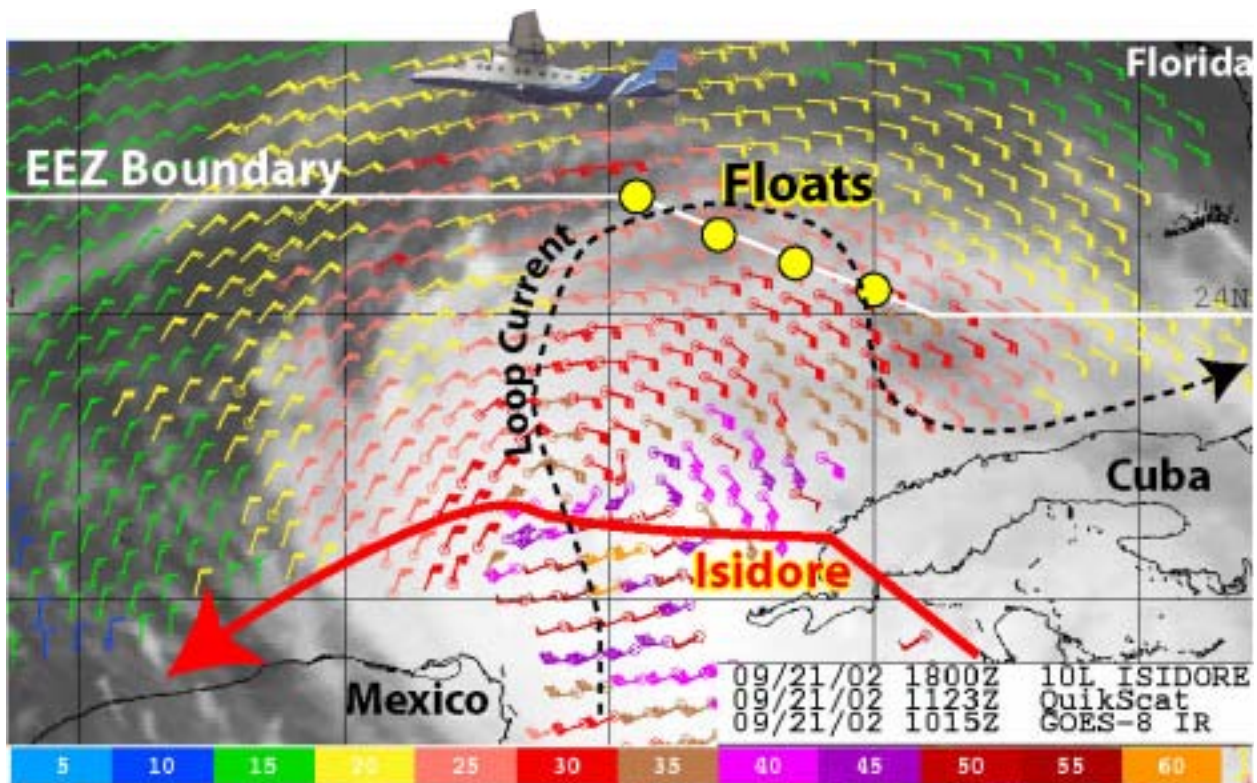 Florida
EEZ Boundary
Floats
Loop Current
24N
Cuba
Isidore
Mexico
09/21/02 1800Z 10L ISIDORE
09/21/02 1123Z QuikScat
09/21/02 1015Z GOES-8 IR
5 10 15 20 25 30 35 40 45 50 55 60